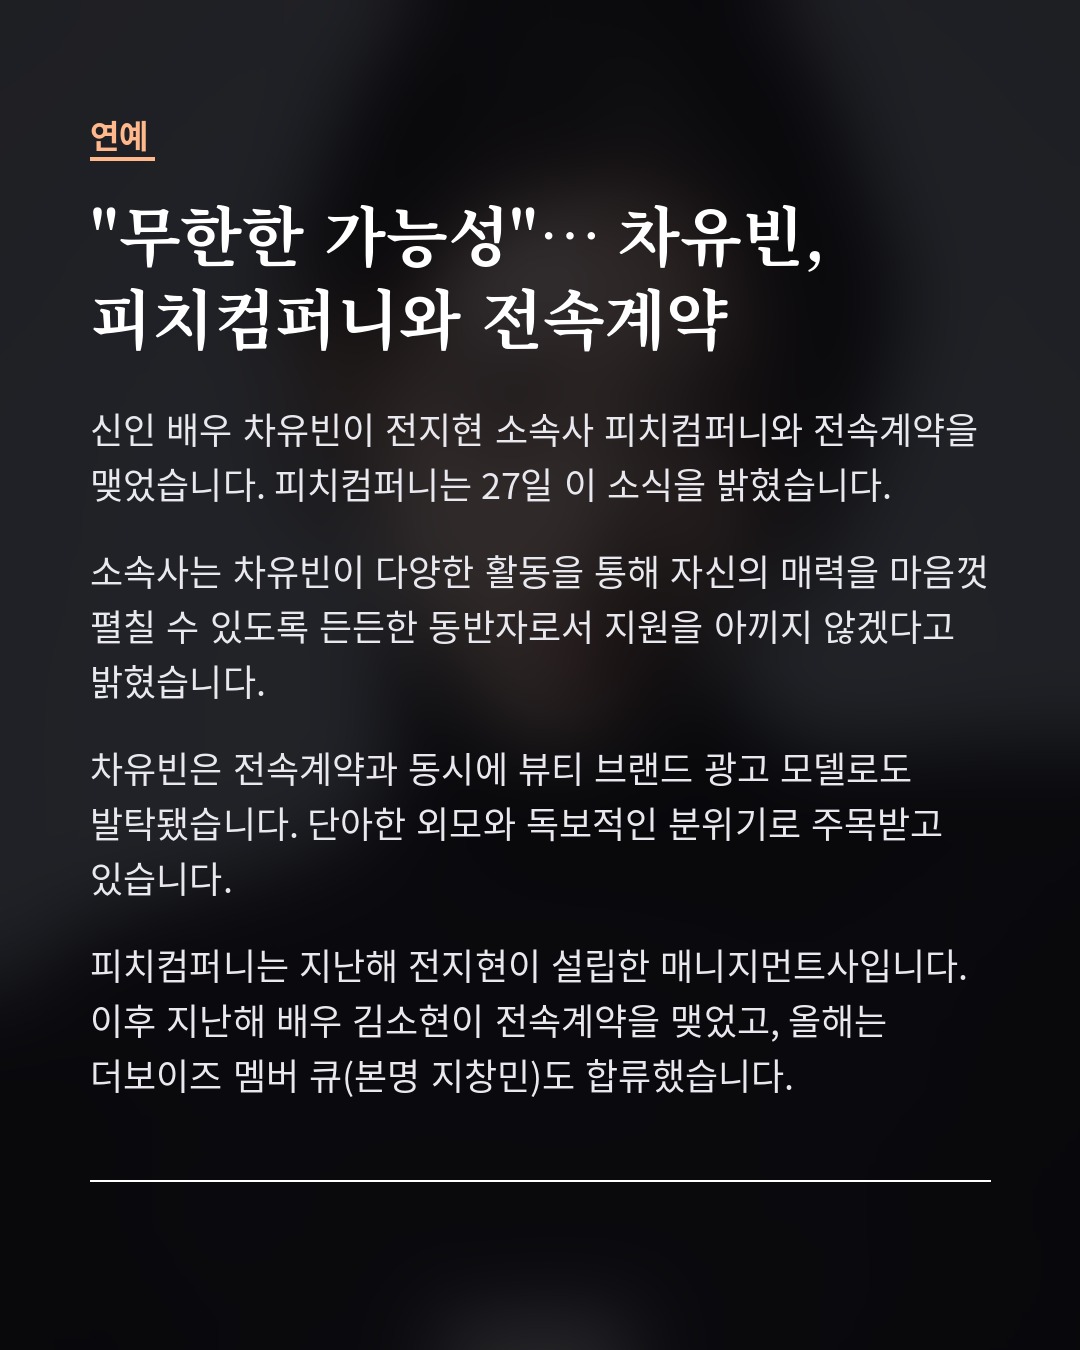 연예
"무한한 가능성"… 차유빈,
피치컴퍼니와 전속계약
신인 배우 차유빈이 전지현 소속사 피치컴퍼니와 전속계약을
맺었습니다. 피치컴퍼니는 27일 이 소식을 밝혔습니다.
소속사는 차유빈이 다양한 활동을 통해 자신의 매력을 마음껏
펼칠 수 있도록 든든한 동반자로서 지원을 아끼지 않겠다고
밝혔습니다.
차유빈은 전속계약과 동시에 뷰티 브랜드 광고 모델로도
발탁됐습니다. 단아한 외모와 독보적인 분위기로 주목받고
있습니다.
피치컴퍼니는 지난해 전지현이 설립한 매니지먼트사입니다.
이후 지난해 배우 김소현이 전속계약을 맺었고, 올해는
더보이즈 멤버 큐(본명 지창민)도 합류했습니다.